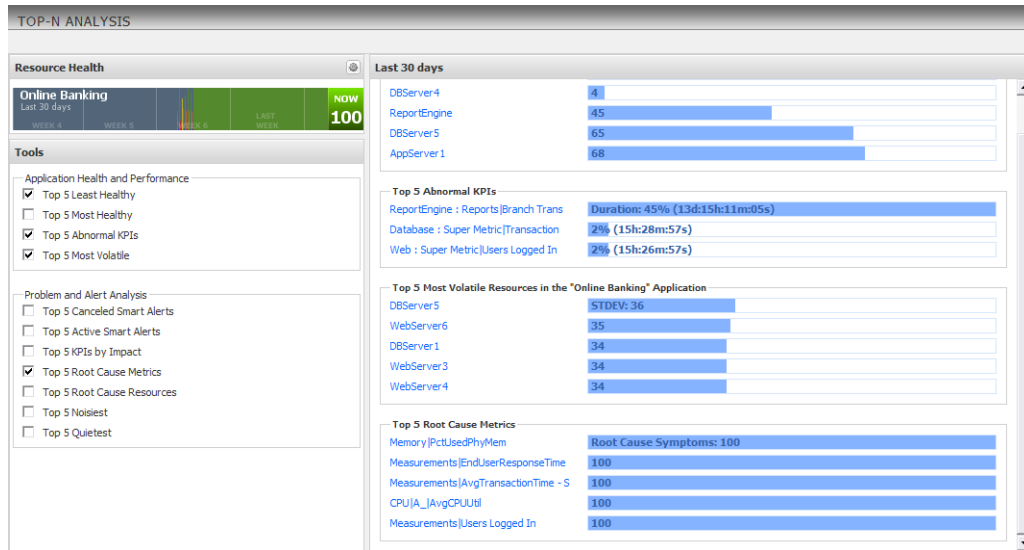 TOP-N ANALYSIS
Resource Health
Online Banking
Last 30 days
WEEK 4 WEEK 5 WEEK 6 LAST WEEK
NOW
100
Tools
Application Health and Performance
Top 5 Least Healthy
Top 5 Most Healthy
Top 5 Abnormal KPIs
Top 5 Most Volatile
Problem and Alert Analysis
Top 5 Canceled Smart Alerts
Top 5 Active Smart Alerts
Top 5 KPIs by Impact
Top 5 Root Cause Metrics
Top 5 Root Cause Resources
Top 5 Noisiest
Top 5 Quietest
Last 30 days
DBServer4 4
ReportEngine 45
DBServer5 65
AppServer1 68
Top 5 Abnormal KPIs
ReportEngine : Reports|Branch Trans Duration: 45% (13d:15h:11m:05s)
Database : Super Metric|Transaction 2% (15h:28m:57s)
Web : Super Metric|Users Logged In 2% (15h:26m:57s)
Top 5 Most Volatile Resources in the "Online Banking" Application
DBServer5 STDEV: 36
WebServer6 35
DBServer1 34
WebServer3 34
WebServer4 34
Top 5 Root Cause Metrics
Memory|PctUsedPhyMem Root Cause Symptoms: 100
Measurements|EndUserResponseTime 100
Measurements|AvgTransactionTime - S 100
CPU|A_|AvgCPUUtil 100
Measurements|Users Logged In 100